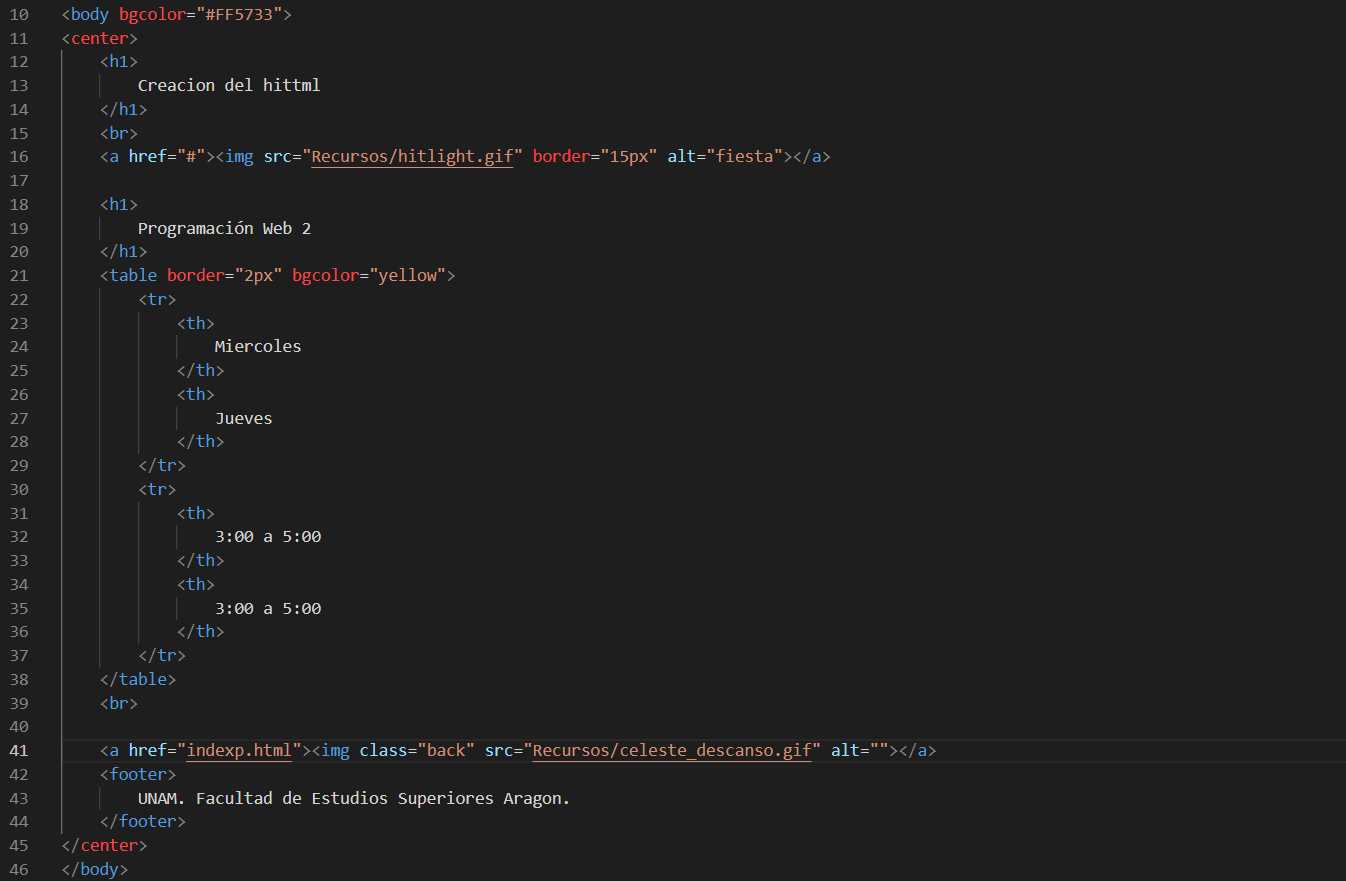 10 <body bgcolor="#FF5733">
11 <center>
12     <h1>
13         Creacion del hittml
14     </h1>
15     <br>
16     <a href="#"><img src="Recursos/hitlight.gif" border="15px" alt="fiesta"></a>
17
18     <h1>
19         Programación Web 2
20     </h1>
21     <table border="2px" bgcolor="yellow">
22         <tr>
23             <th>
24                 Miercoles
25             </th>
26             <th>
27                 Jueves
28             </th>
29         </tr>
30         <tr>
31             <th>
32                 3:00 a 5:00
33             </th>
34             <th>
35                 3:00 a 5:00
36             </th>
37         </tr>
38     </table>
39     <br>
40
41     <a href="indexp.html"><img class="back" src="Recursos/celeste_descanso.gif" alt=""></a>
42     <footer>
43         UNAM. Facultad de Estudios Superiores Aragon.
44     </footer>
45 </center>
46 </body>